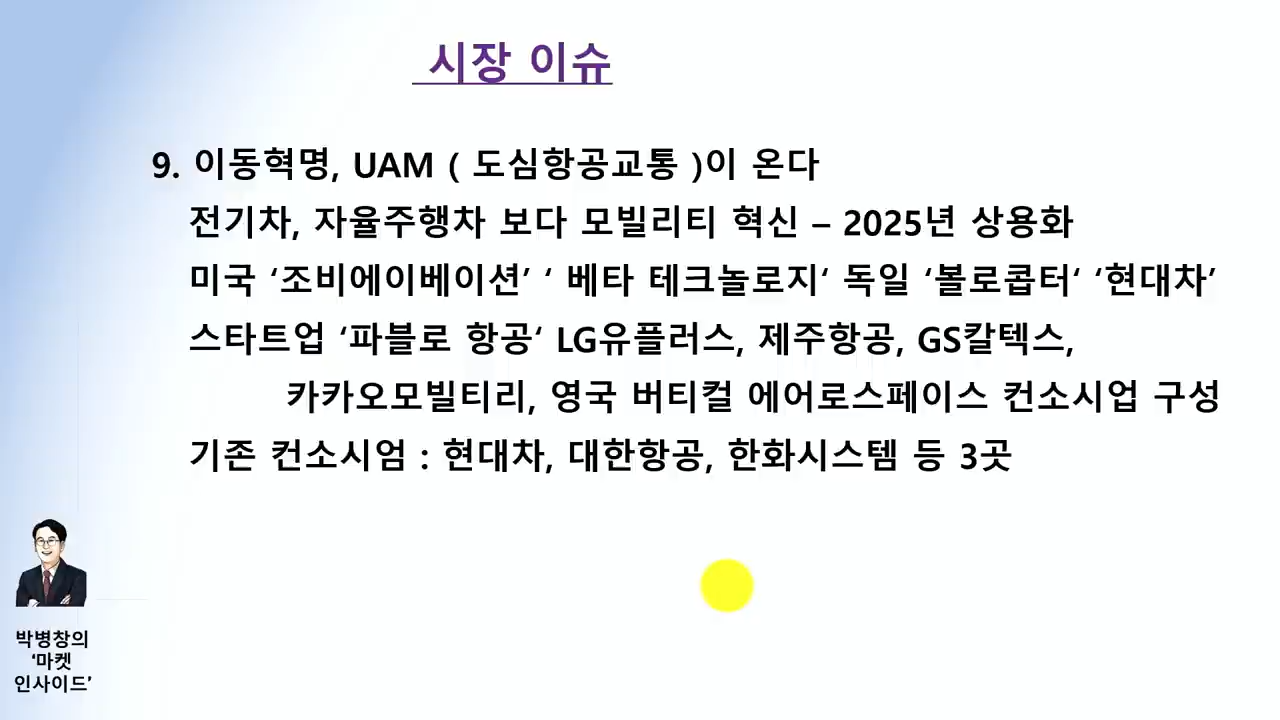 시장 이슈
9. 이동혁명, UAM ( 도심항공교통 )이 온다
전기차, 자율주행차 보다 모빌리티 혁신 – 2025년 상용화
미국 ‘조비에이베이션’ ‘ 베타 테크놀로지‘ 독일 ‘볼로콥터‘ ‘현대차’
스타트업 ‘파블로 항공‘ LG유플러스, 제주항공, GS칼텍스,
카카오모빌티리, 영국 버티컬 에어로스페이스 컨소시업 구성
기존 컨소시엄 : 현대차, 대한항공, 한화시스템 등 3곳
박병창의
‘마켓
인사이드’